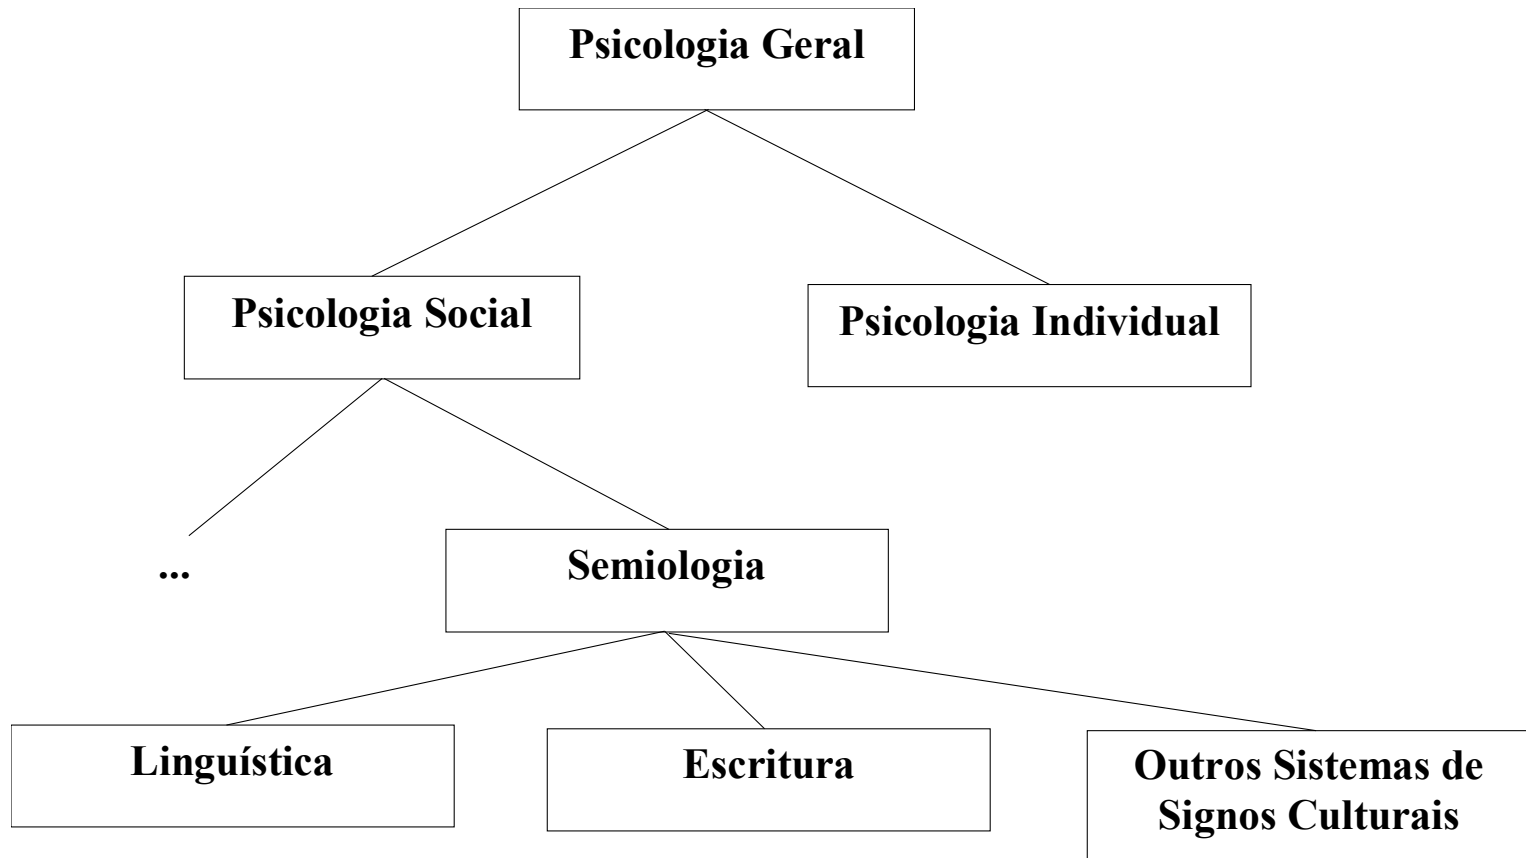 Psicologia Geral
Psicologia Social
Psicologia Individual
...
Semiologia
Linguística
Escritura
Outros Sistemas de
Signos Culturais